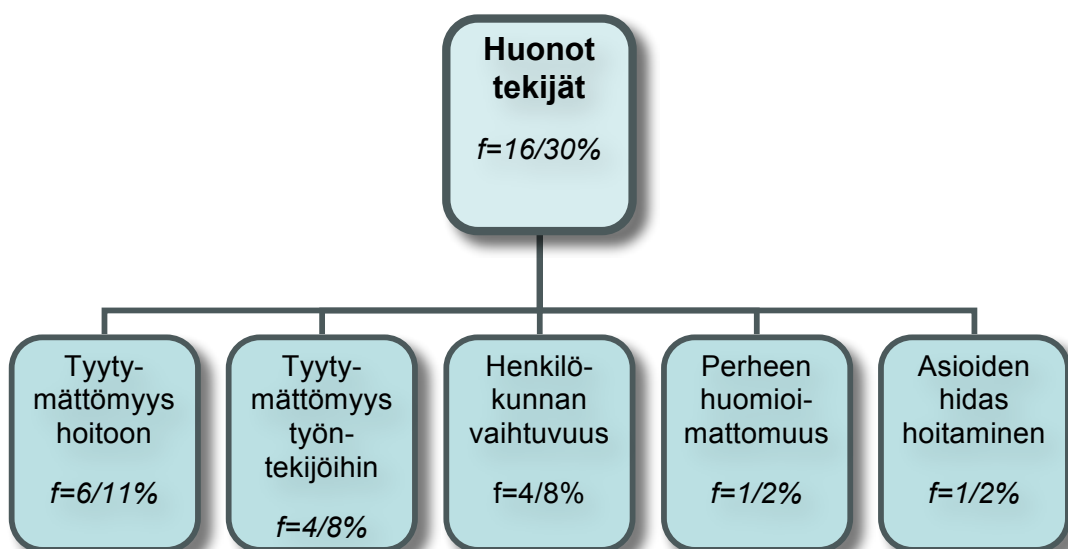 Huonot
tekijät
f=16/30%
Tyyty-
mättömyys
hoitoon
f=6/11%
Tyyty-
mättömyys
työn-
tekijöihin
f=4/8%
Henkilö-
kunnan
vaihtuvuus
f=4/8%
Perheen
huomioi-
mattomuus
f=1/2%
Asioiden
hidas
hoitaminen
f=1/2%